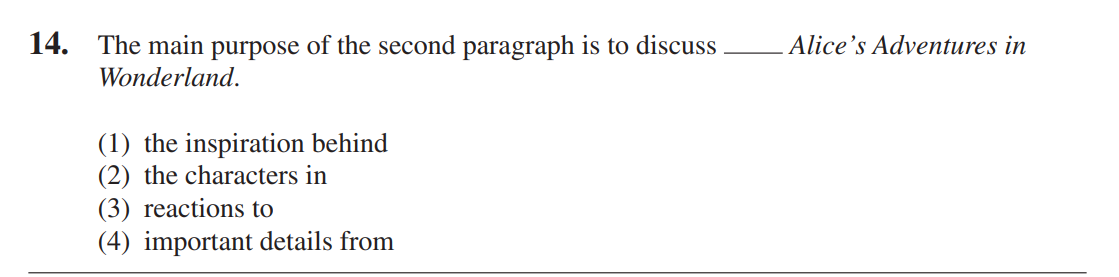 14. The main purpose of the second paragraph is to discuss _____ Alice’s Adventures in
Wonderland.
(1) the inspiration behind
(2) the characters in
(3) reactions to
(4) important details from